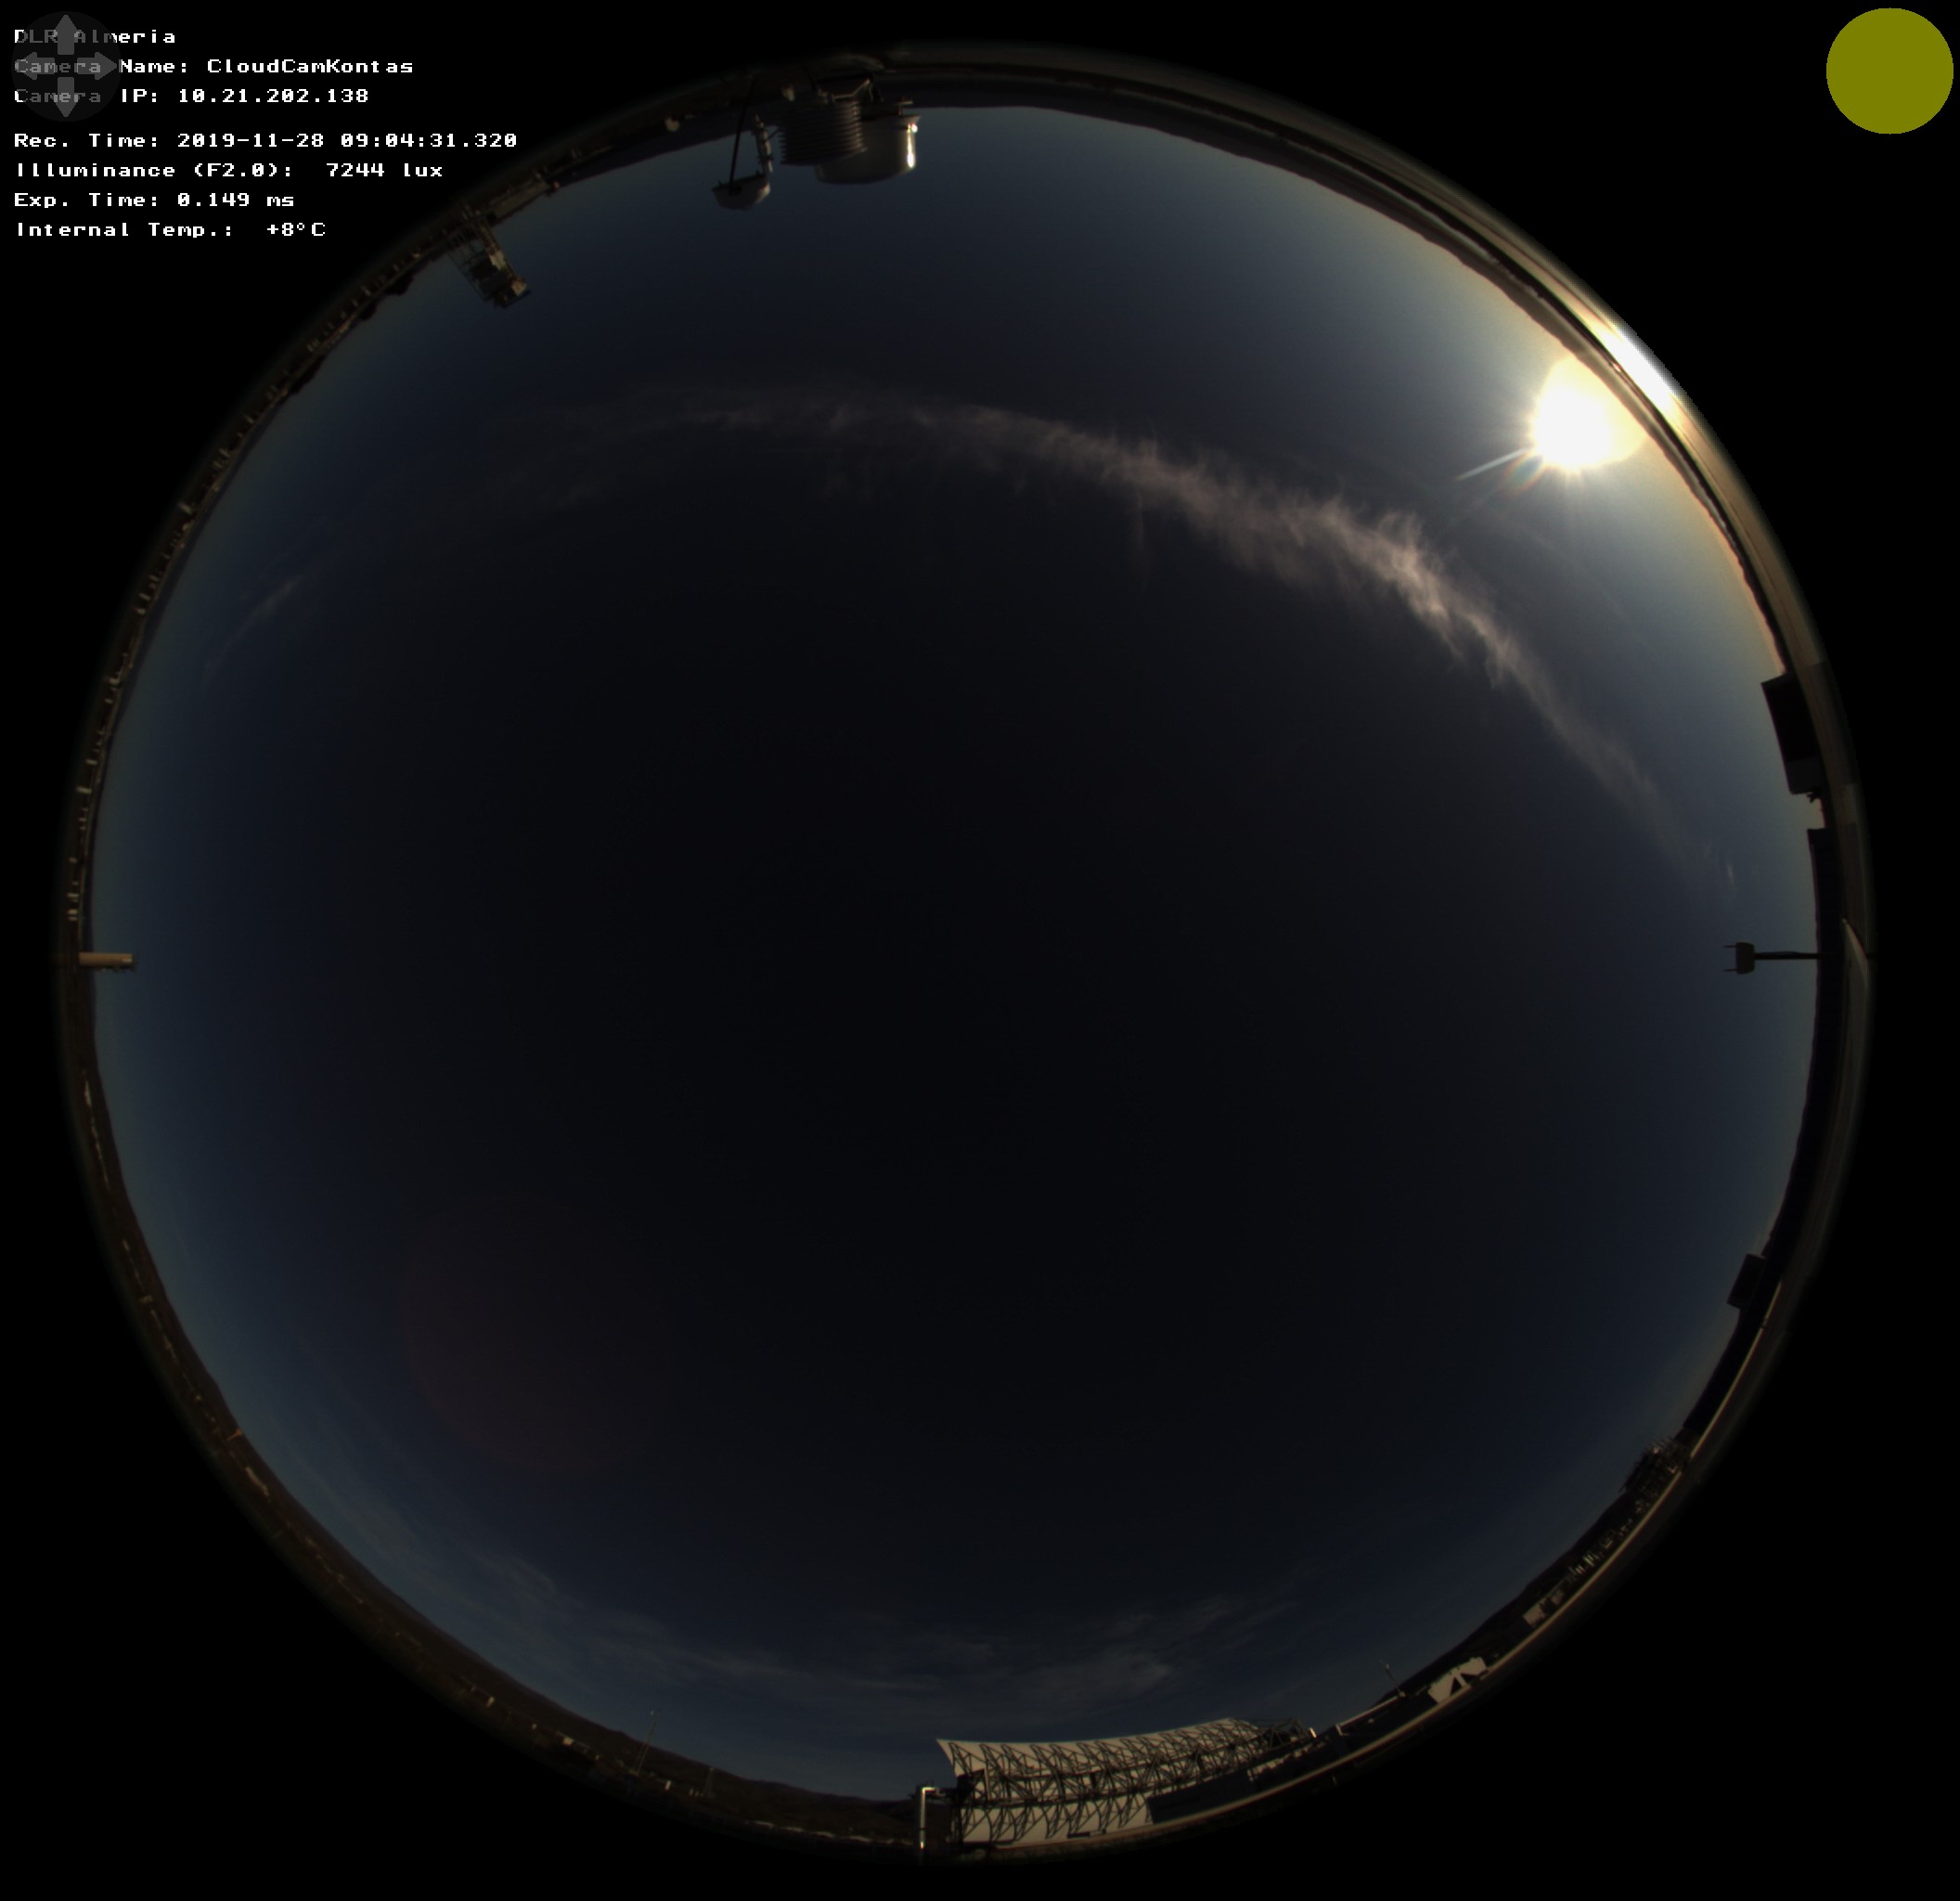 DLR Almeria
Camera Name: CloudCamKontas
Camera IP: 10.21.202.138
Rec. Time: 2019-11-28 09:04:31.320
Illuminance (F2.0):  7244 lux
Exp. Time: 0.149 ms
Internal Temp.:  +8°C